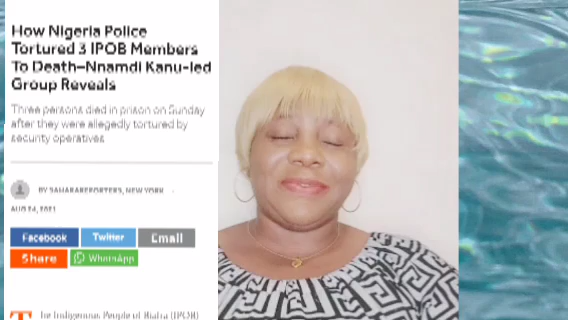 How Nigeria Police
Tortured 3 IPOB Members
To Death–Nnamdi Kanu-led
Group Reveals
Three persons died in prison on Sunday
after they were allegedly tortured by
security operatives
BY SAHARAREPORTERS, NEW YORK
AUG 24, 2021
Facebook
Twitter
Email
Share
WhatsApp
The Indigenous People of Biafra (IPOB)